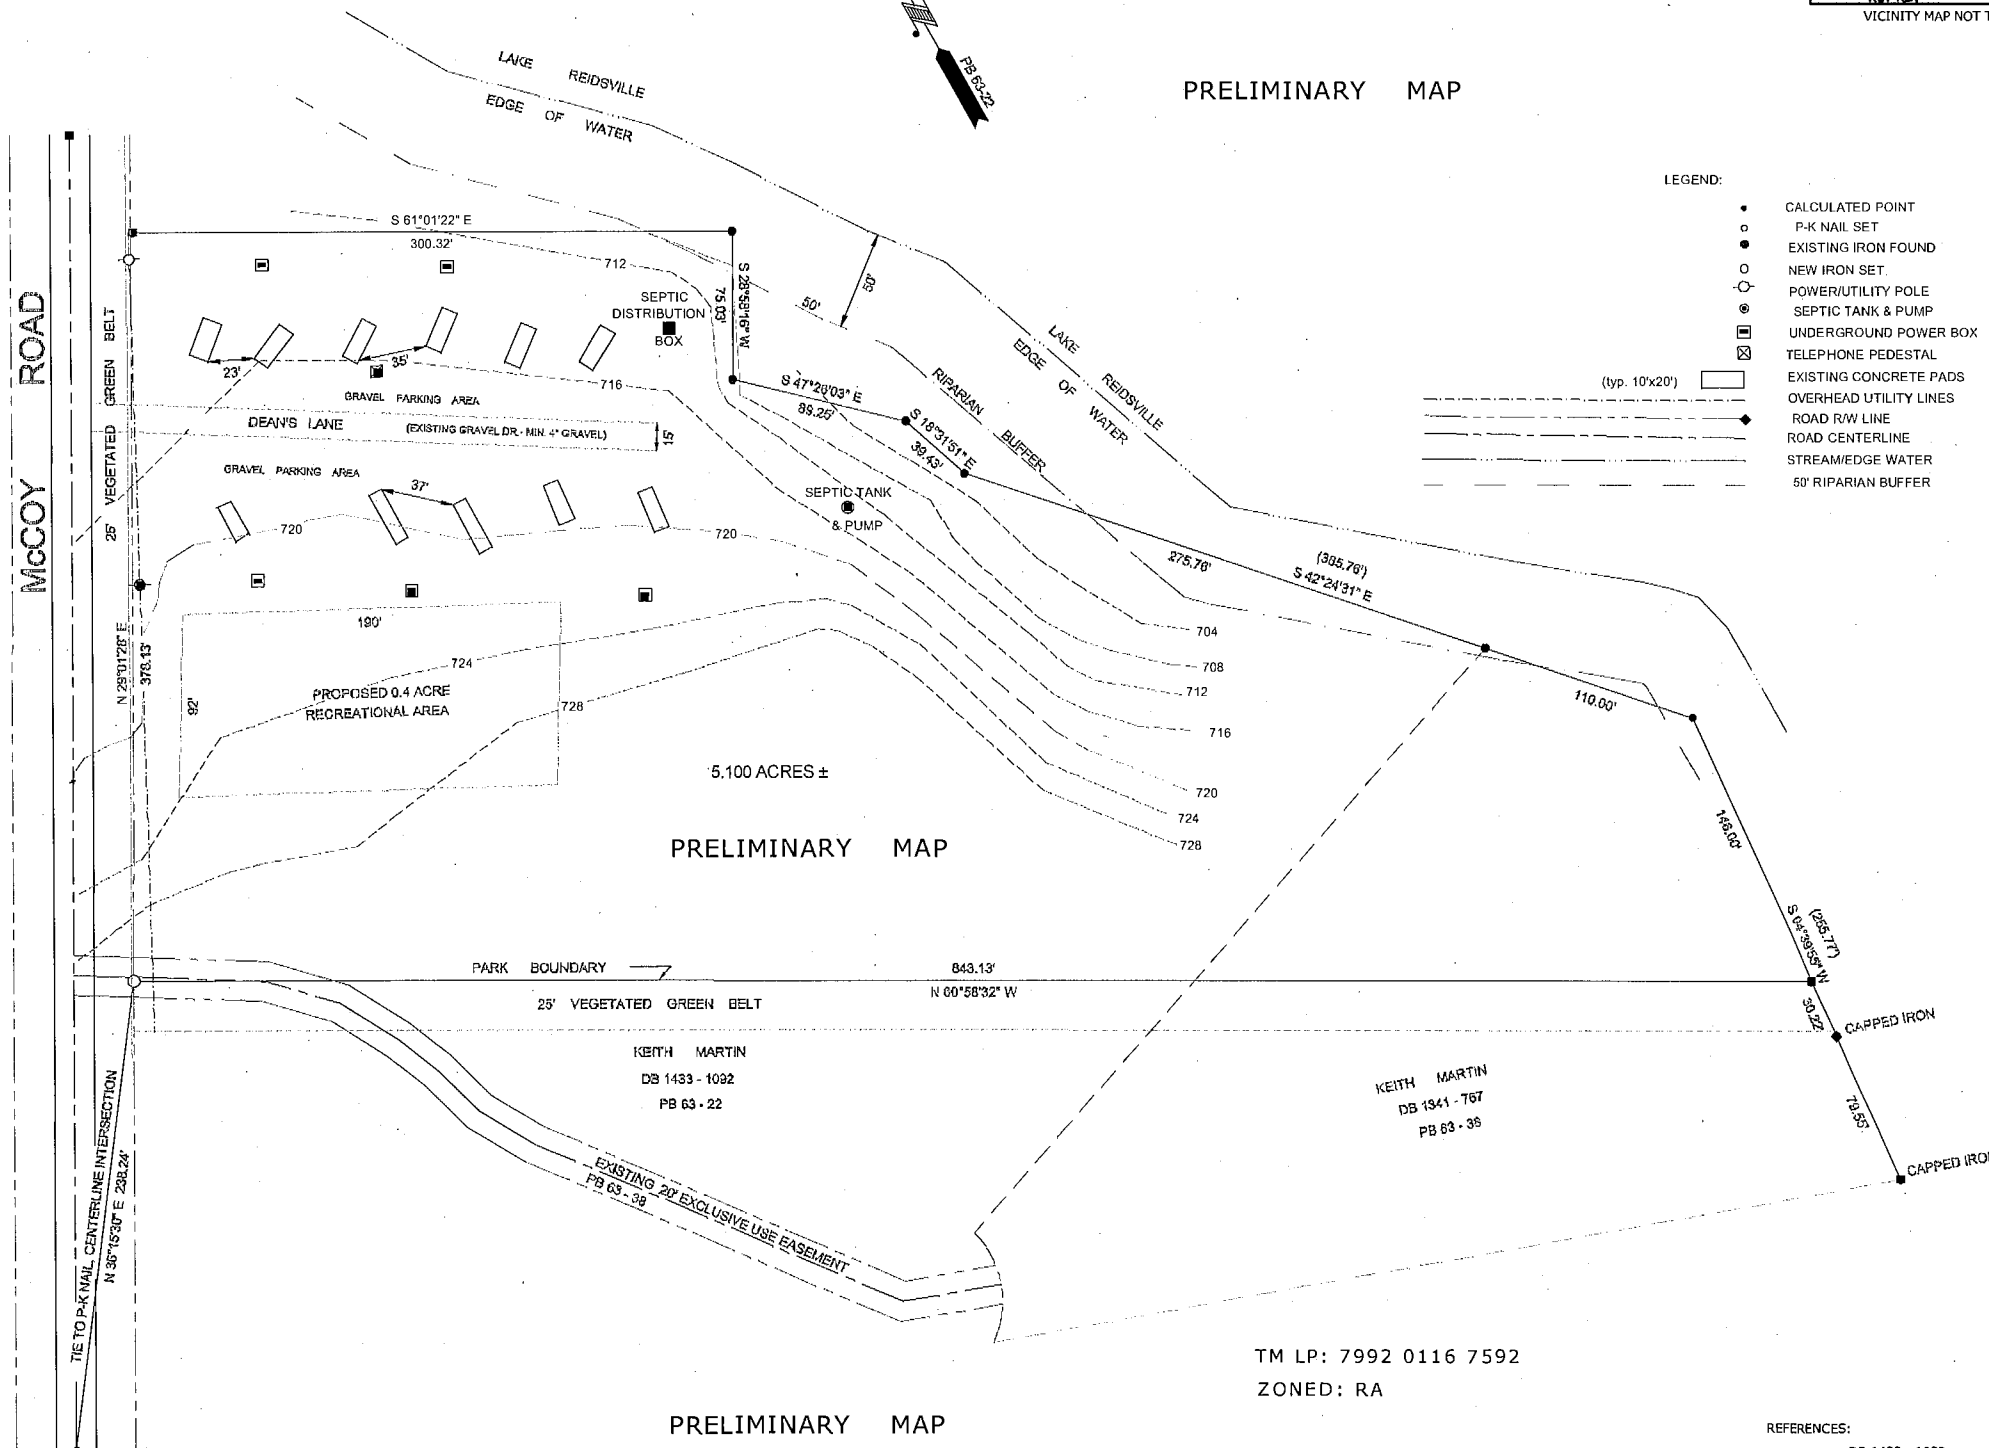 VICINITY MAP NOT T
PB 63-22
PRELIMINARY MAP
LAKE REIDSVILLE
EDGE OF WATER
LEGEND:
CALCULATED POINT
P-K NAIL SET
EXISTING IRON FOUND
NEW IRON SET
POWER/UTILITY POLE
SEPTIC TANK & PUMP
UNDERGROUND POWER BOX
TELEPHONE PEDESTAL
(typ. 10'x20') EXISTING CONCRETE PADS
OVERHEAD UTILITY LINES
ROAD R/W LINE
ROAD CENTERLINE
STREAM/EDGE WATER
50' RIPARIAN BUFFER
S 61°01'22" E
300.32'
712
SEPTIC
DISTRIBUTION
BOX
S 28°58'16" W
75.03'
50'
50'
LAKE REIDSVILLE
EDGE OF WATER
RIPARIAN BUFFER
McCOY ROAD
25' VEGETATED GREEN BELT
23'
35'
716
GRAVEL PARKING AREA
DEAN'S LANE
(EXISTING GRAVEL DR.- MIN. 4" GRAVEL)
15'
GRAVEL PARKING AREA
37'
720
720
S 47°28'03" E
88.25'
S 18°31'51" E
39.43'
SEPTIC TANK
& PUMP
275.76'
(385.76')
S 42°24'31" E
110.00'
704
708
712
716
720
724
728
N 29°01'28" E
378.13'
190'
92'
724
728
PROPOSED 0.4 ACRE
RECREATIONAL AREA
5.100 ACRES ±
PRELIMINARY MAP
146.00'
(255.77')
S 04°39'55" W
30.22'
CAPPED IRON
79.55'
CAPPED IRON
PARK BOUNDARY
843.13'
N 60°58'32" W
25' VEGETATED GREEN BELT
KEITH MARTIN
DB 1433 - 1092
PB 63 - 22
KEITH MARTIN
DB 1341 - 767
PB 63 - 38
EXISTING 20' EXCLUSIVE USE EASEMENT
PB 63 - 38
TIE TO P-K NAIL, CENTERLINE INTERSECTION
N 36°15'30" E 238.24'
TM LP: 7992 0116 7592
ZONED: RA
PRELIMINARY MAP
REFERENCES: